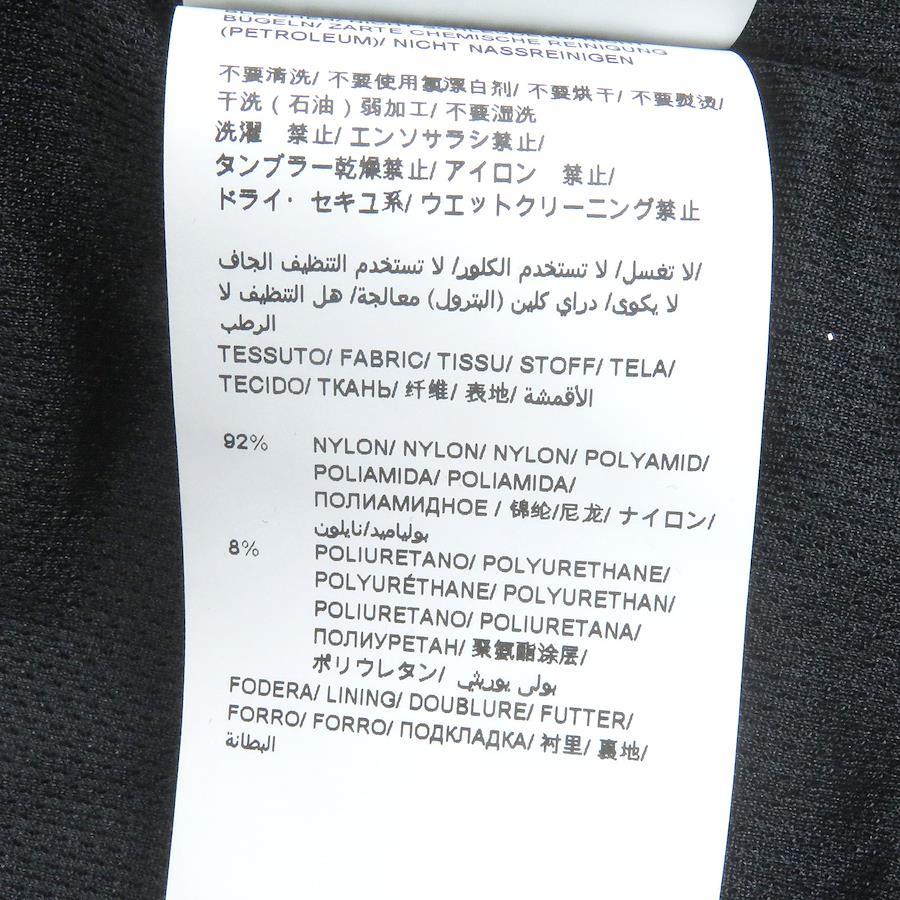 BÜGELN/ ZARTE CHEMISCHE REINIGUNG
(PETROLEUM)/ NICHT NASSREINIGEN
不要清洗/ 不要使用氯漂白剂/ 不要烘干/ 不要熨烫/
干洗 ( 石油 ) 弱加工/ 不要湿洗
洗濯　禁止/ エンソサラシ禁止/
タンブラー乾燥禁止/ アイロン　禁止/
ドライ・ セキユ系/ ウエットクリーニング禁止
لا تغسل/ لا تستخدم الكلور/ لا تستخدم التنظيف الجاف/
لا يكوى/ دراي كلين (البترول) معالجة/ هل التنظيف لا
الرطب
TESSUTO/ FABRIC/ TISSU/ STOFF/ TELA/
TECIDO/ ТКАНЬ/ 纤维/ 表地/ الأقمشة
92% NYLON/ NYLON/ NYLON/ POLYAMID/
POLIAMIDA/ POLIAMIDA/
ПОЛИАМИДНОЕ / 锦纶/尼龙/ ナイロン/
بولياميد/نايلون
8% POLIURETANO/ POLYURETHANE/
POLYURÉTHANE/ POLYURETHAN/
POLIURETANO/ POLIURETANA/
ПОЛИУРЕТАН/ 聚氨酯涂层/
ポリウレタン/ بولى يوريثى
FODERA/ LINING/ DOUBLURE/ FUTTER/
FORRO/ FORRO/ ПОДКЛАДКА/ 衬里/ 裏地/
البطانة